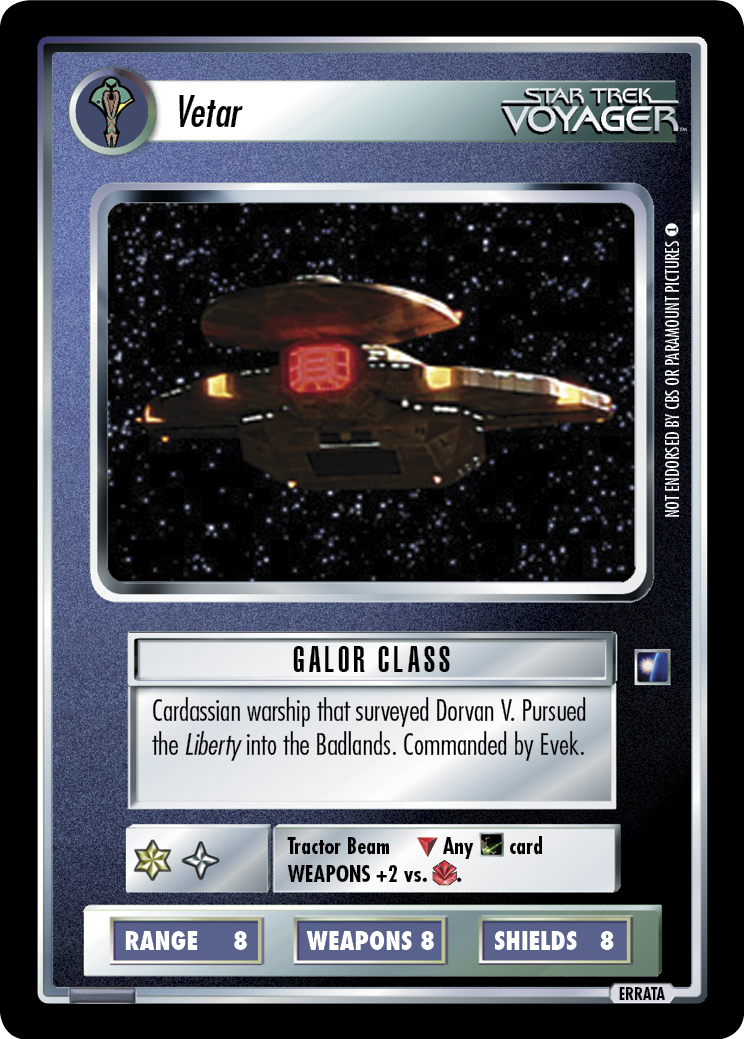 Vetar
STAR TREK
VOYAGER™
NOT ENDORSED BY CBS OR PARAMOUNT PICTURES 1
GALOR CLASS
Cardassian warship that surveyed Dorvan V. Pursued
the Liberty into the Badlands. Commanded by Evek.
Tractor Beam Any card
WEAPONS +2 vs. .
RANGE 8 WEAPONS 8 SHIELDS 8
ERRATA